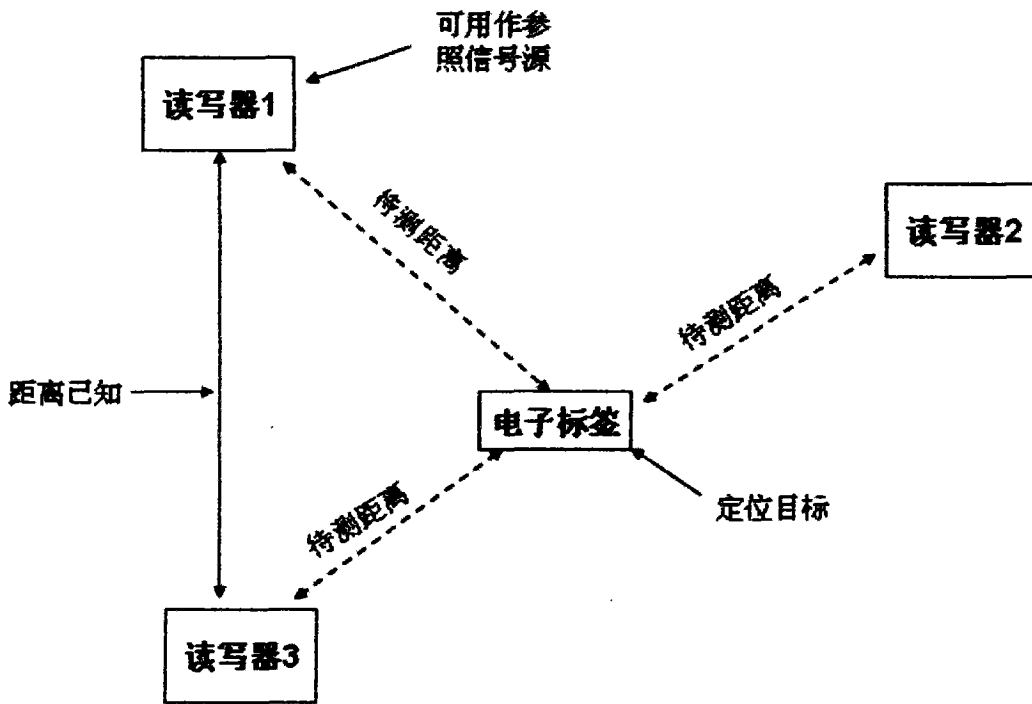 可用作参
照信号源
读写器1
待测距离
读写器2
待测距离
距离已知
电子标签
待测距离
定位目标
读写器3